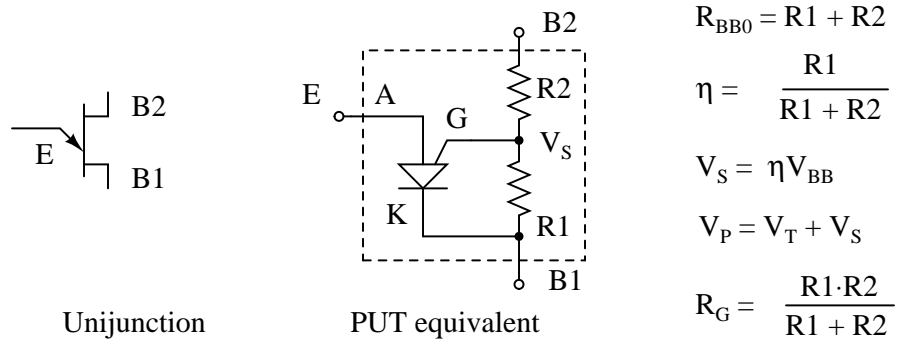 E
B2
B1
Unijunction
B2
E
A
R2
G
V_S
K
R1
B1
PUT equivalent
R_BB0 = R1 + R2
η = R1 / R1 + R2
V_S = ηV_BB
V_P = V_T + V_S
R_G = R1·R2 / R1 + R2